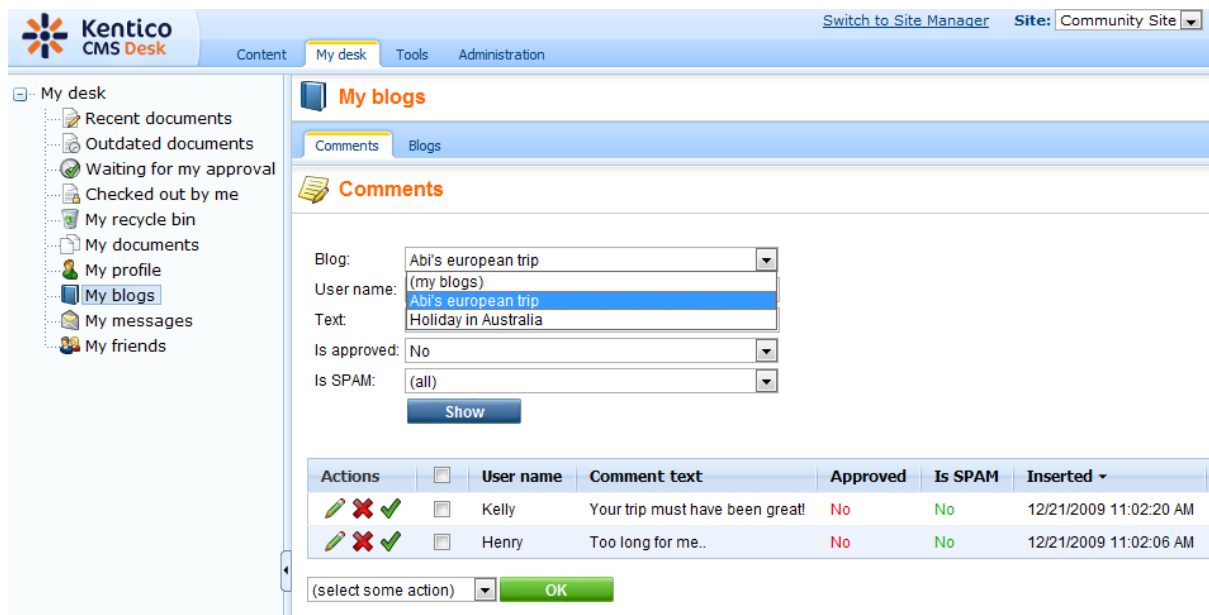 Kentico
CMS Desk
Switch to Site Manager Site: Community Site
Content My desk Tools Administration
My desk
Recent documents
Outdated documents
Waiting for my approval
Checked out by me
My recycle bin
My documents
My profile
My blogs
My messages
My friends
My blogs
Comments Blogs
Comments
Blog: Abi's european trip
(my blogs)
Abi's european trip
Holiday in Australia
User name:
Text:
Is approved: No
Is SPAM: (all)
Show
Actions User name Comment text Approved Is SPAM Inserted
Kelly Your trip must have been great! No No 12/21/2009 11:02:20 AM
Henry Too long for me.. No No 12/21/2009 11:02:06 AM
(select some action) OK